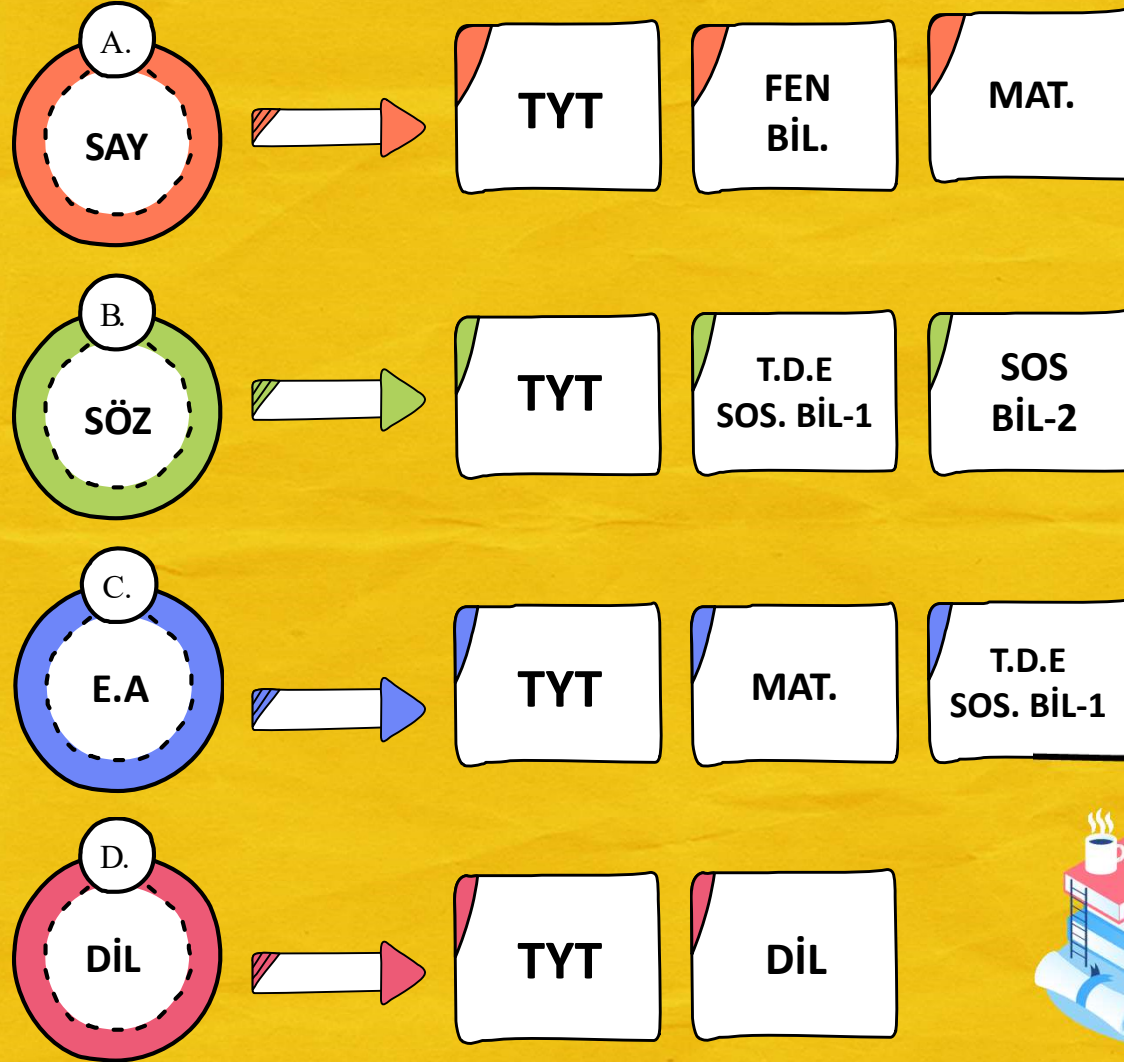 A.
SAY
TYT
FEN
BİL.
MAT.
B.
SÖZ
TYT
T.D.E
SOS. BİL-1
SOS
BİL-2
C.
E.A
TYT
MAT.
T.D.E
SOS. BİL-1
D.
DİL
TYT
DİL